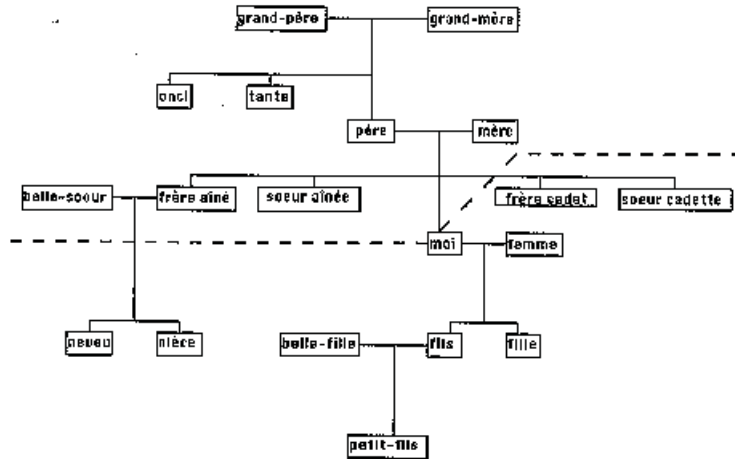 grand-père
grand-mère
oncl
tante
père
mère
belle-soeur
frère aîné
soeur aînée
frère cadet
soeur cadette
moi
femme
neveu
nièce
belle-fille
fils
fille
petit-fils